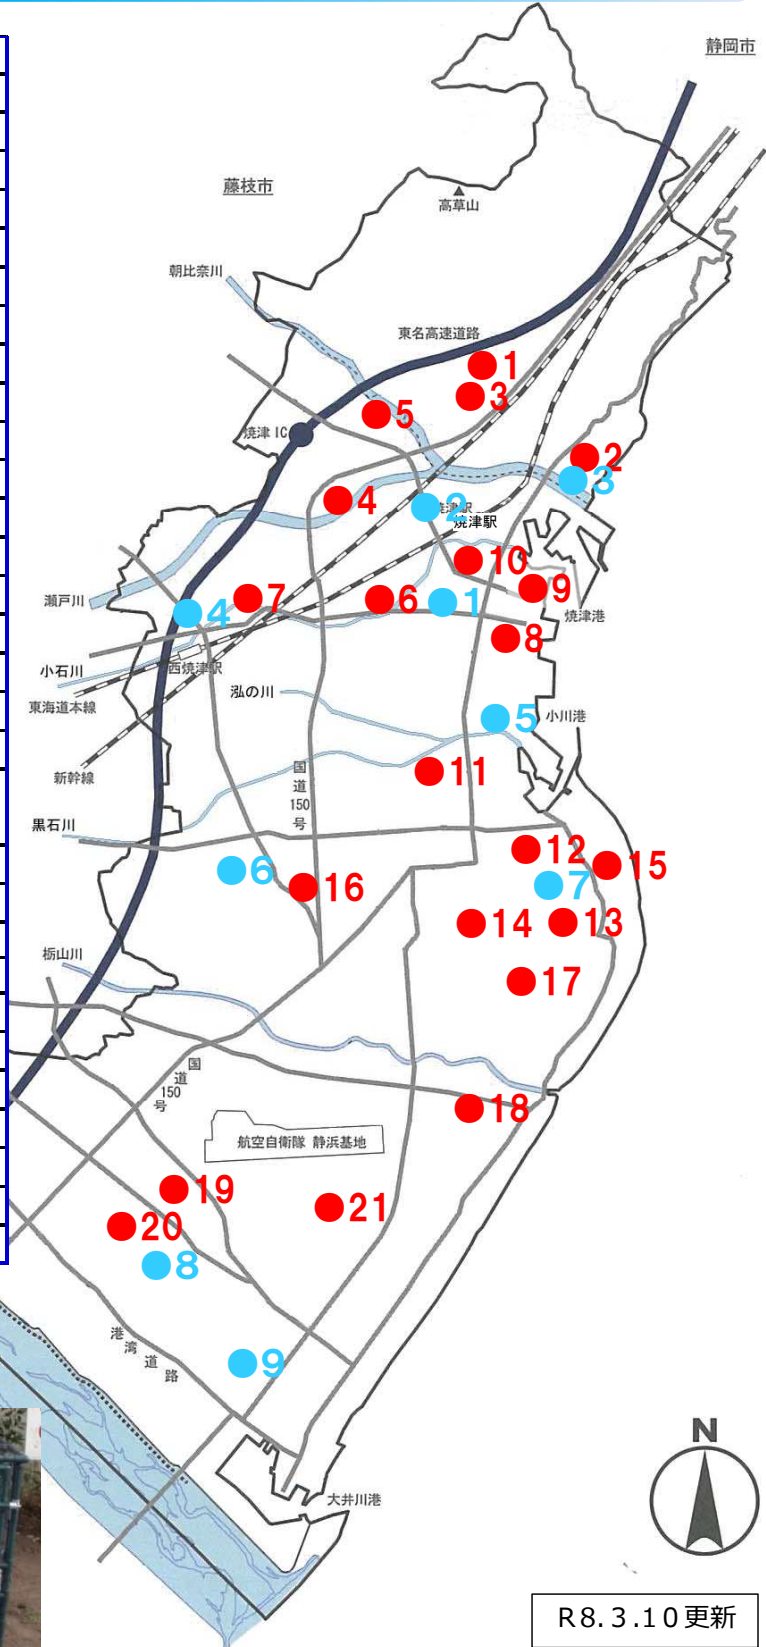 静岡市
藤枝市
高草山
朝比奈川
東名高速道路
1
3
5
焼津IC
2
3
4
2
焼津駅
焼津駅
10
9
瀬戸川
7
6
1
4
焼津港
8
小石川
西焼津駅
東海道本線
泓の川
5
小川港
新幹線
11
国道150号
黒石川
12
15
6
16
7
14
13
栃山川
17
国道150号
18
航空自衛隊 静浜基地
19
21
20
8
港湾道路
9
N
大井川港
R8.3.10更新